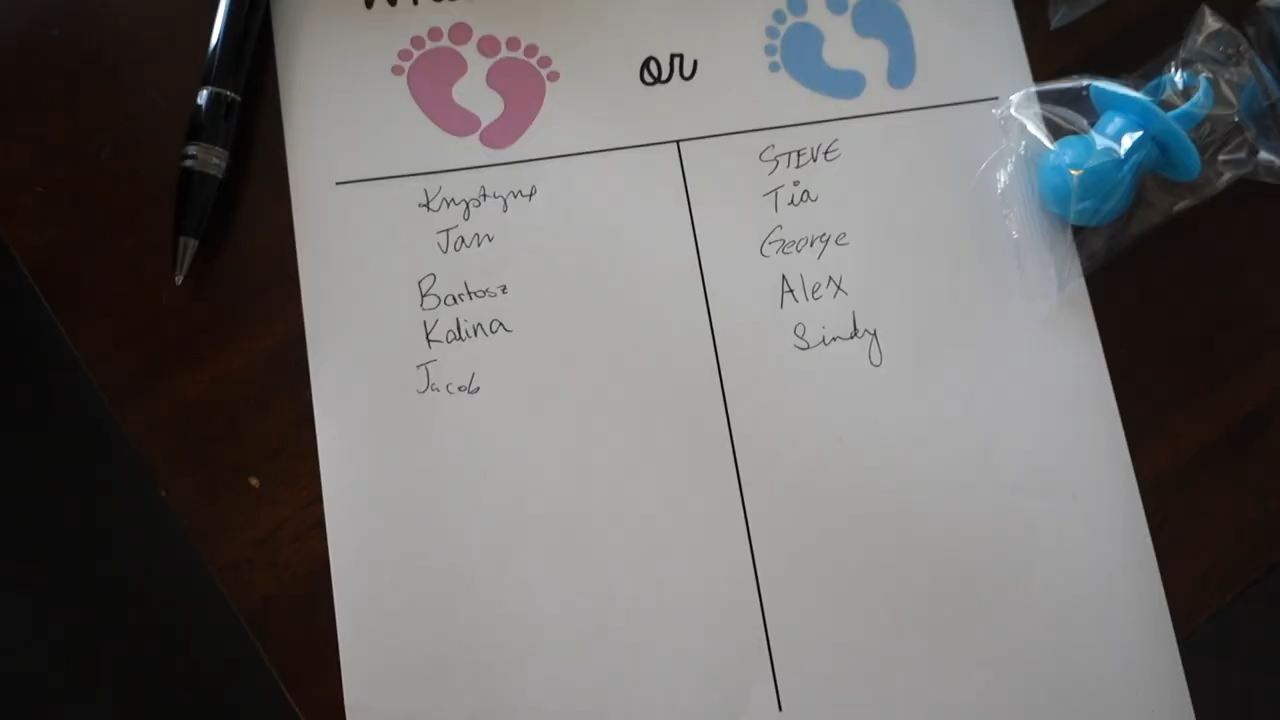 or
Krystyna
Jan
Bartosz
Kalina
Jacob
STEVE
Tia
George
Alex
Sindy